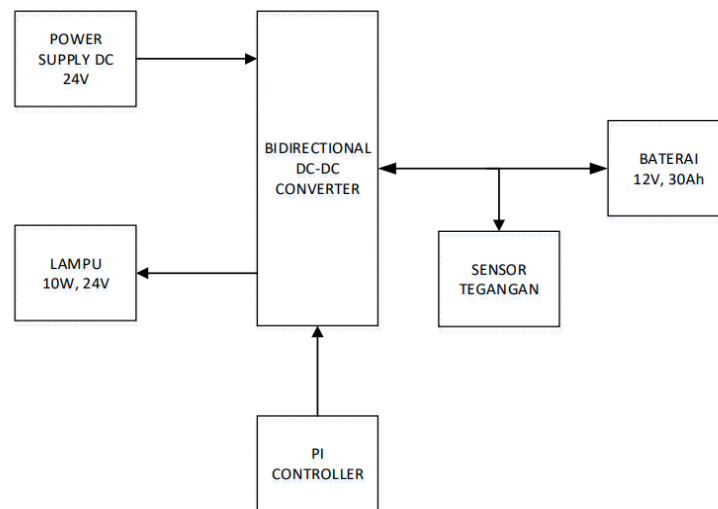 POWER
SUPPLY DC
24V
BIDIRECTIONAL
DC-DC
CONVERTER
BATERAI
12V, 30Ah
LAMPU
10W, 24V
SENSOR
TEGANGAN
PI
CONTROLLER